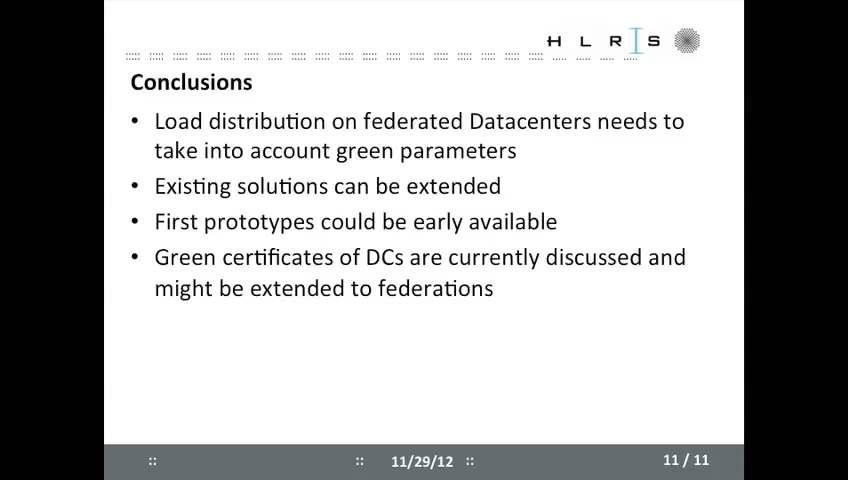 H L R I S
Conclusions
• Load distribution on federated Datacenters needs to
take into account green parameters
• Existing solutions can be extended
• First prototypes could be early available
• Green certificates of DCs are currently discussed and
might be extended to federations
:: :: 11/29/12 :: 11 / 11